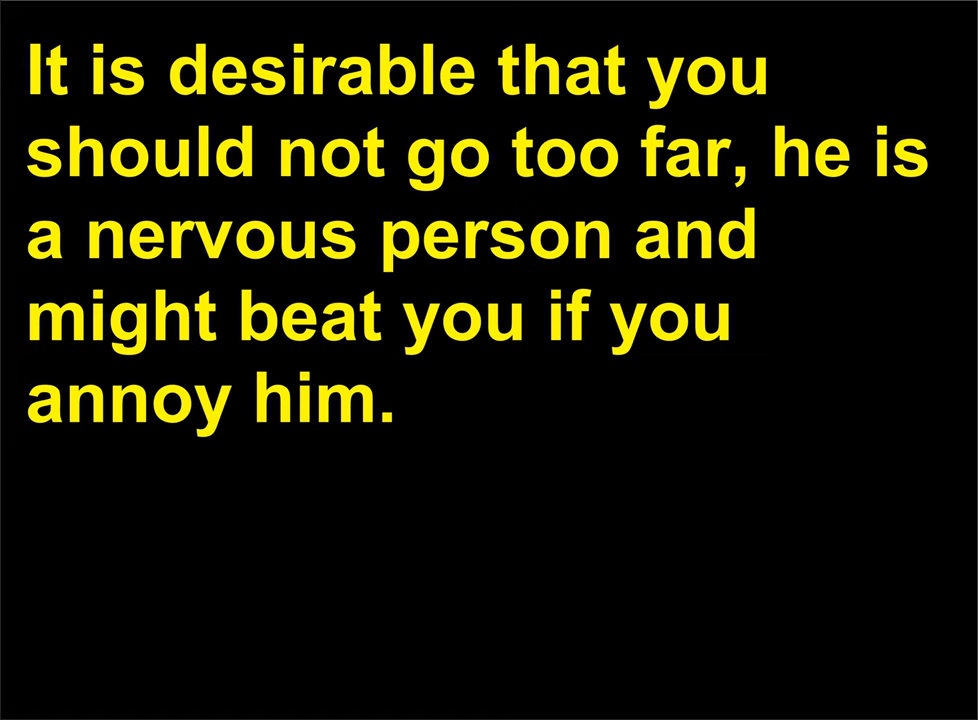 It is desirable that you
should not go too far, he is
a nervous person and
might beat you if you
annoy him.